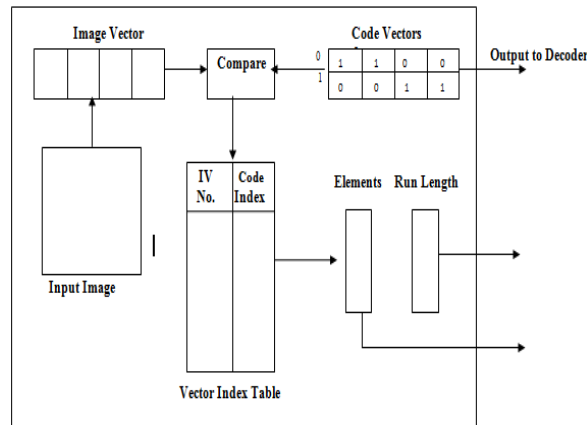 Image Vector
Code Vectors
Compare
0
1
1 1 0 0
0 0 1 1
Output to Decoder
IV
No.
Code
Index
Elements
Run Length
Input Image
Vector Index Table